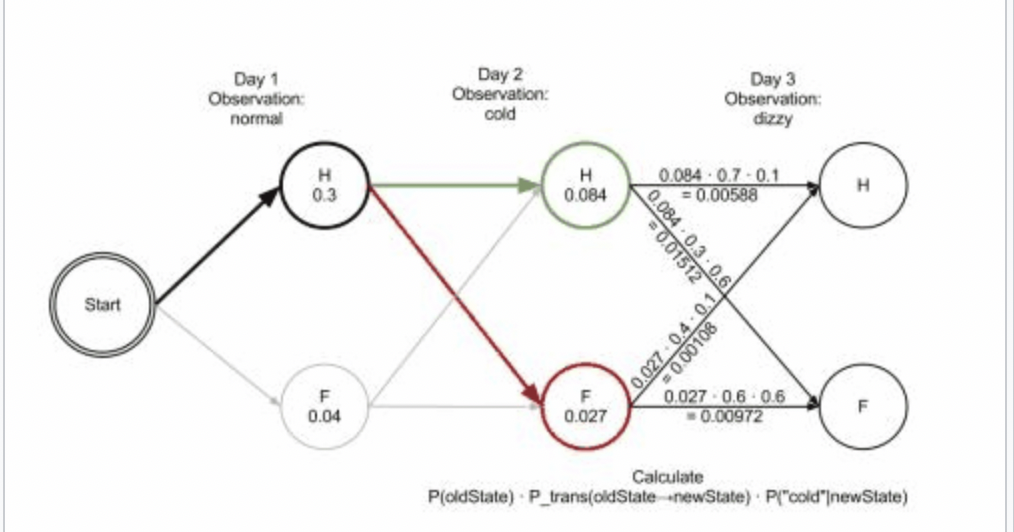 Day 1
Observation:
normal
Day 2
Observation:
cold
Day 3
Observation:
dizzy
Start
H
0.3
F
0.04
H
0.084
F
0.027
0.084 · 0.7 · 0.1
= 0.00588
0.084 · 0.3 · 0.6
= 0.01512
0.027 · 0.4 · 0.1
= 0.00108
0.027 · 0.6 · 0.6
= 0.00972
H
F
Calculate
P(oldState) · P_trans(oldState→newState) · P("cold"|newState)